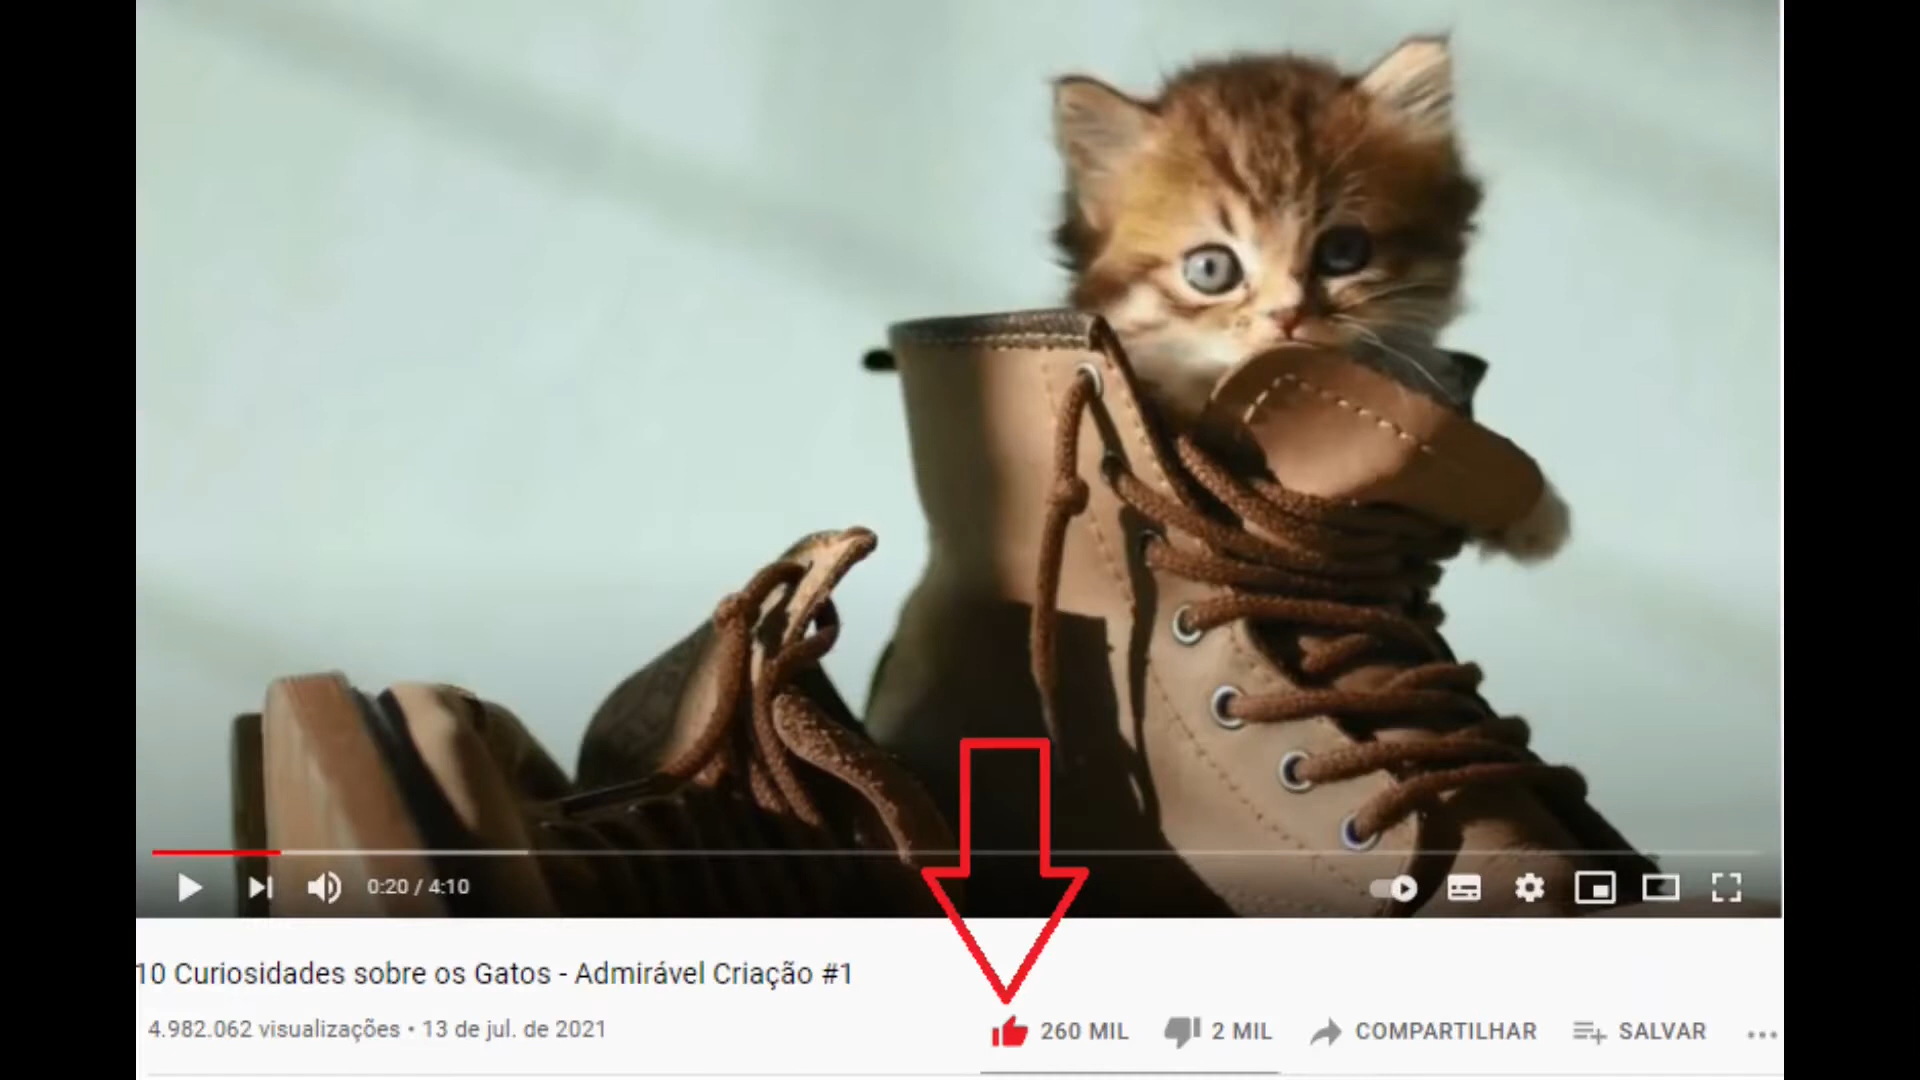 0:20 / 4:10
10 Curiosidades sobre os Gatos - Admirável Criação #1
4.982.062 visualizações • 13 de jul. de 2021
260 MIL 2 MIL COMPARTILHAR SALVAR ...